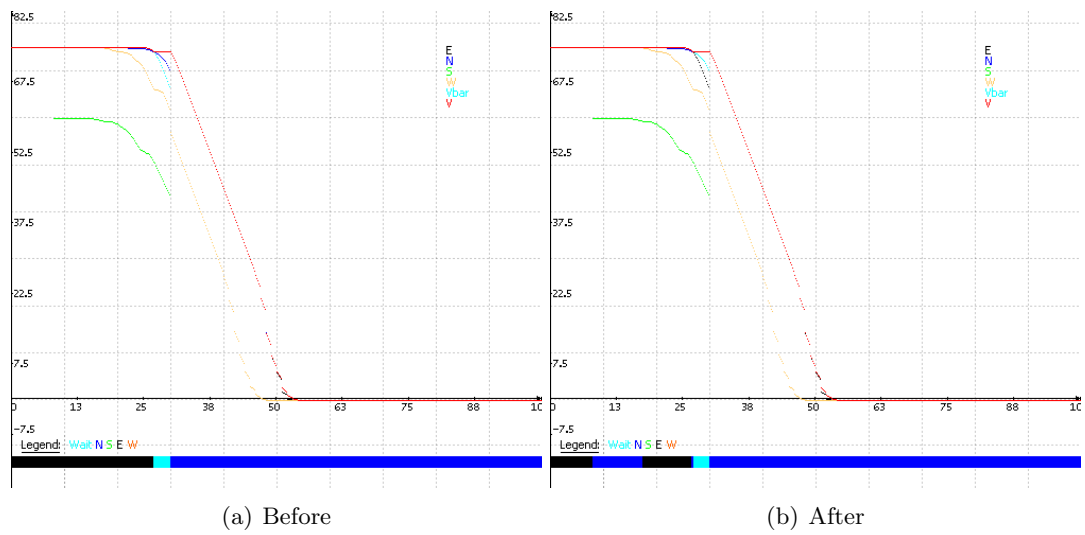 82.5
67.5
52.5
37.5
22.5
7.5
-7.5
E
N
S
W
Vbar
V
0 13 25 38 50 63 75 88 10
Legend: Wait N S E W
(a) Before
82.5
67.5
52.5
37.5
22.5
7.5
-7.5
E
N
S
W
Vbar
V
0 13 25 38 50 63 75 88 10
Legend: Wait N S E W
(b) After